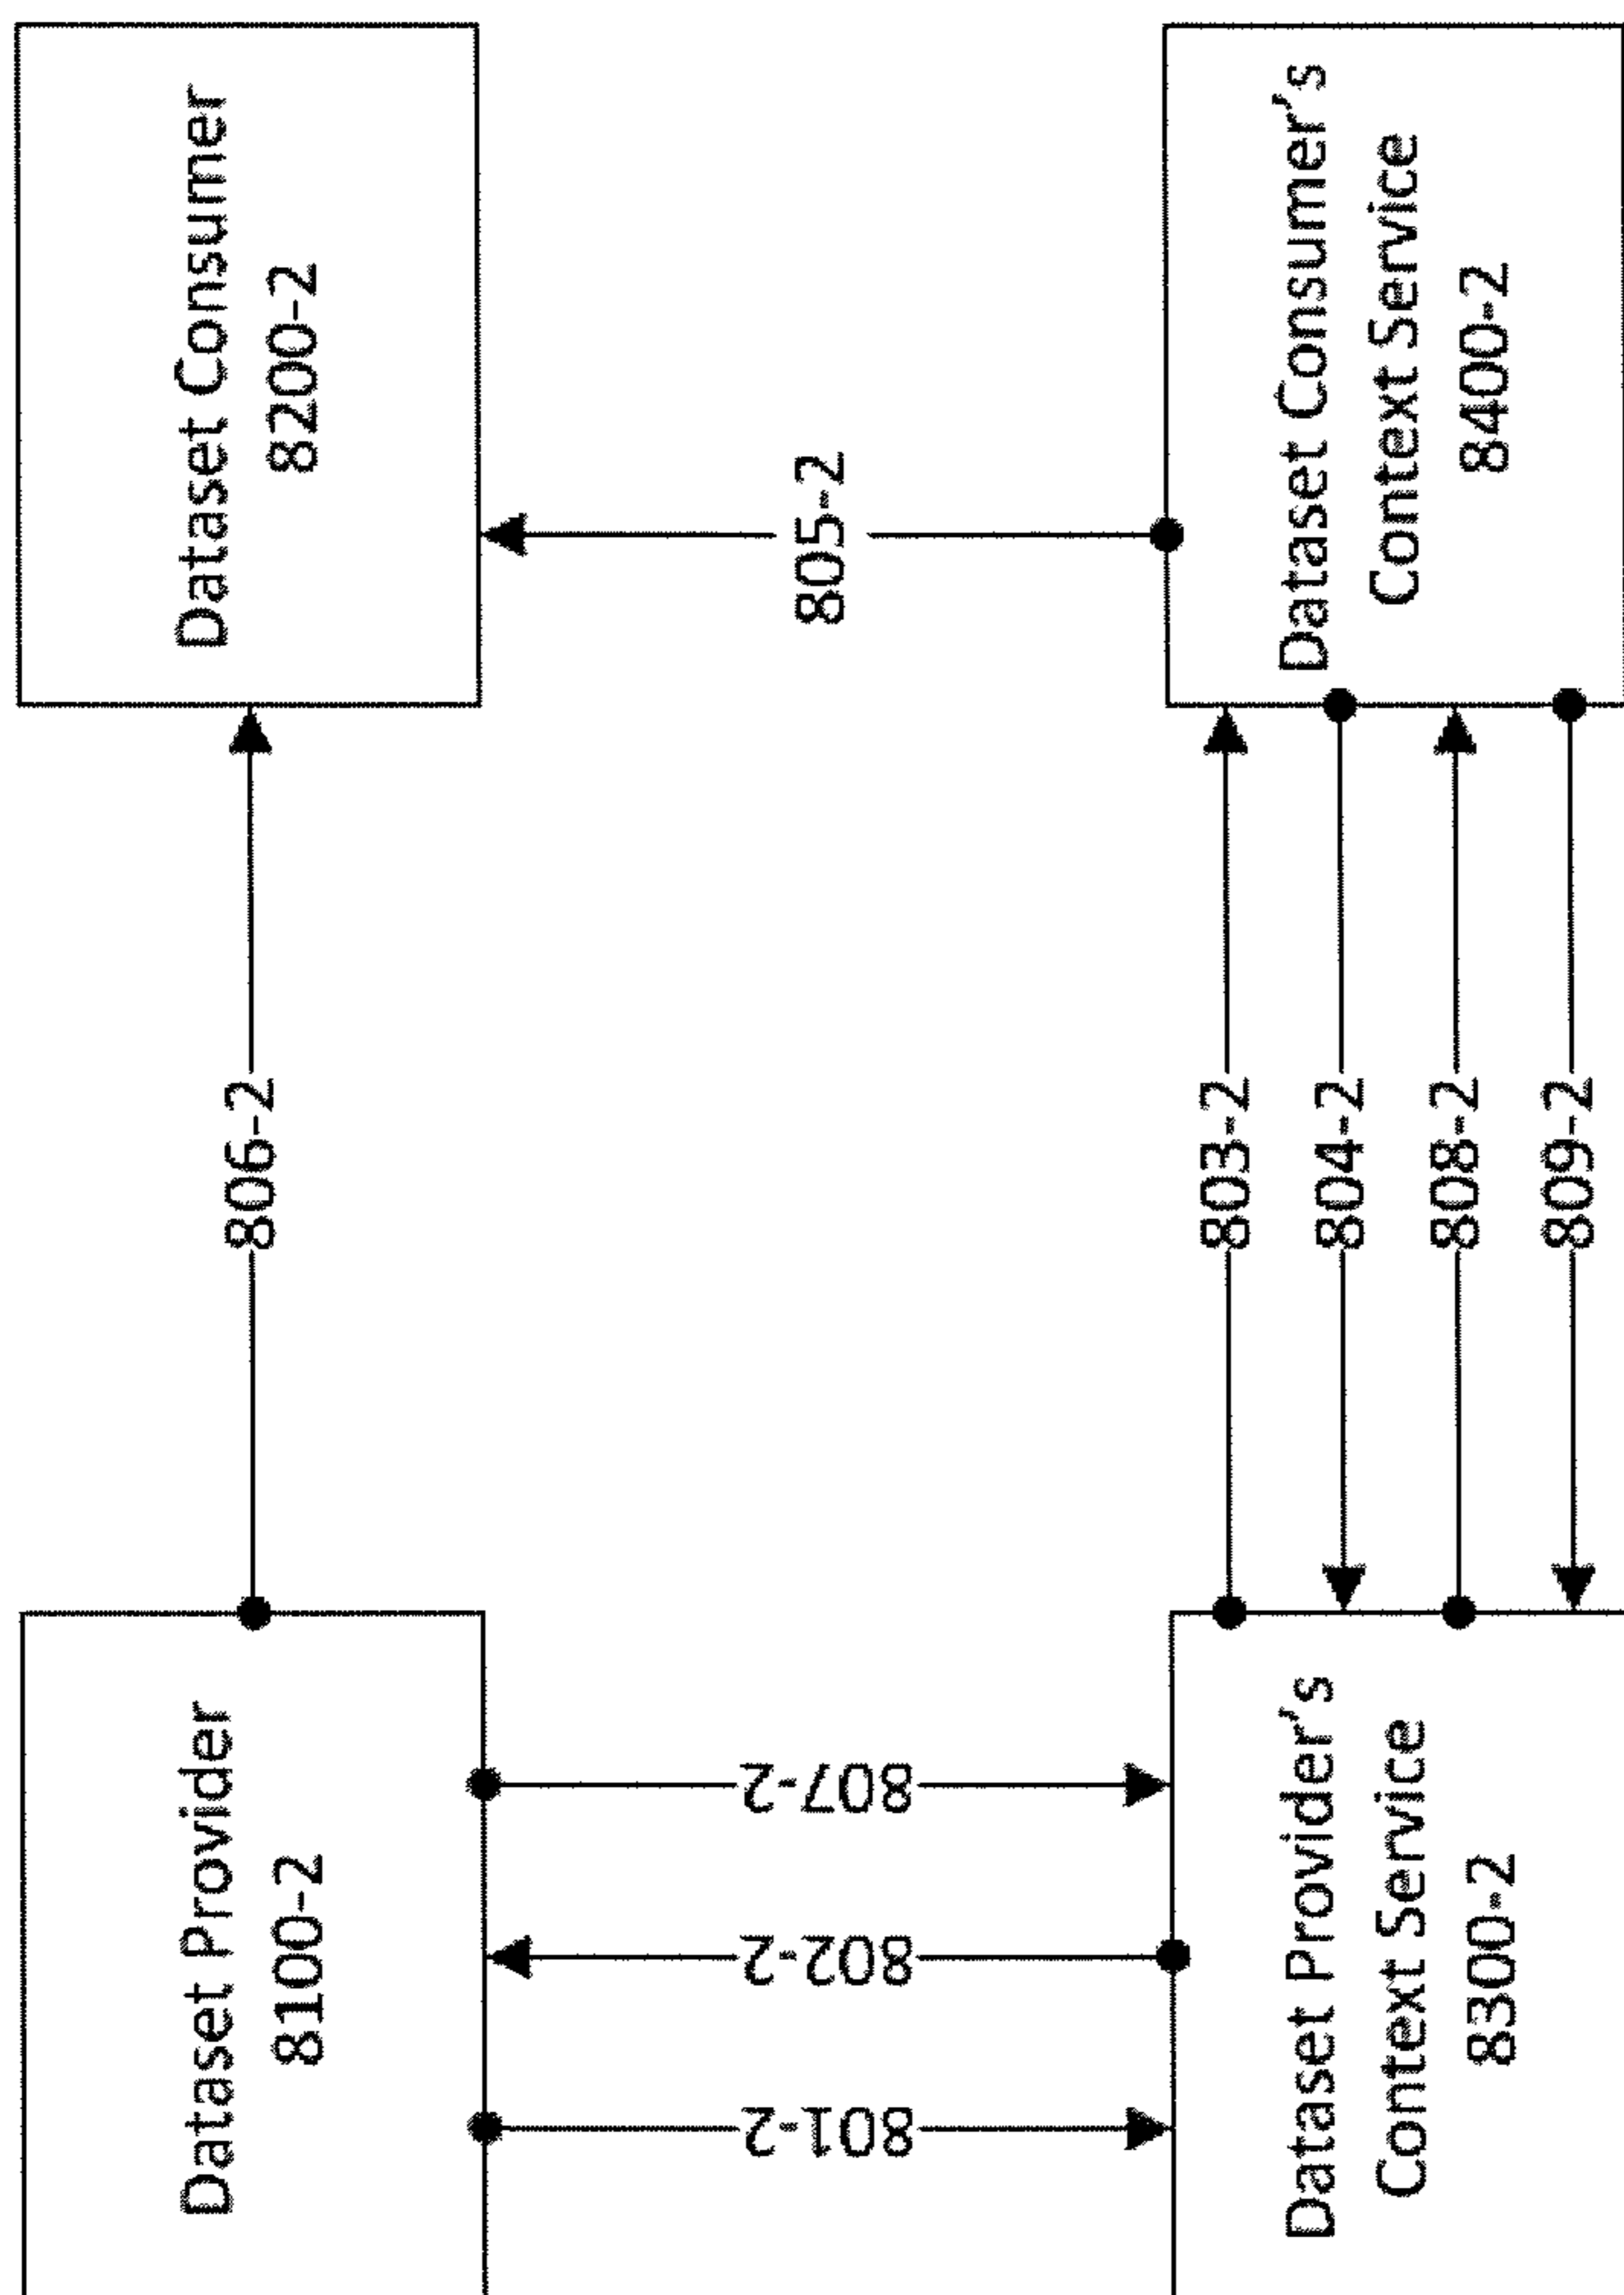 Dataset Provider
8100-2
806-2
Dataset Consumer
8200-2
801-2
802-2
807-2
805-2
Dataset Provider's
Context Service
8300-2
803-2
804-2
808-2
809-2
Dataset Consumer's
Context Service
8400-2